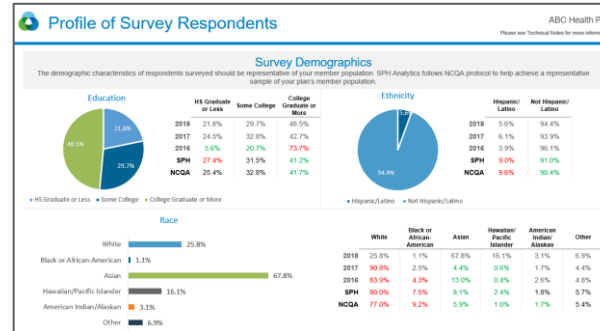 Profile of Survey Respondents
ABC Health P
Please see Technical Notes for more inform
Survey Demographics
The demographic characteristics of respondents surveyed should be representative of your member population. SPH Analytics follows NCQA protocol to help achieve a representative
sample of your plan's member population.
Education
21.8%
29.7%
48.5%
HS Graduate or Less Some College College Graduate or More
HS Graduate or Less Some College College Graduate or More
2018 21.8% 29.7% 48.5%
2017 24.5% 32.8% 42.7%
2016 5.6% 20.7% 73.7%
SPH 27.4% 31.5% 41.2%
NCQA 25.4% 32.8% 41.7%
Ethnicity
5.6%
94.4%
Hispanic/Latino Not Hispanic/Latino
Hispanic/ Latino Not Hispanic/ Latino
2018 5.6% 94.4%
2017 6.1% 93.9%
2016 3.9% 96.1%
SPH 9.0% 91.0%
NCQA 9.6% 90.4%
Race
White 25.8%
Black or African-American 1.1%
Asian 67.8%
Hawaiian/Pacific Islander 16.1%
American Indian/Alaskan 3.1%
Other 6.9%
White Black or African-American Asian Hawaiian/ Pacific Islander American Indian/ Alaskan Other
2018 25.8% 1.1% 67.8% 16.1% 3.1% 6.9%
2017 90.8% 2.5% 4.4% 0.6% 1.7% 4.4%
2016 83.9% 4.3% 13.0% 0.4% 2.6% 4.8%
SPH 80.0% 7.5% 8.1% 2.4% 1.8% 5.7%
NCQA 77.0% 9.2% 5.9% 1.0% 1.7% 5.4%